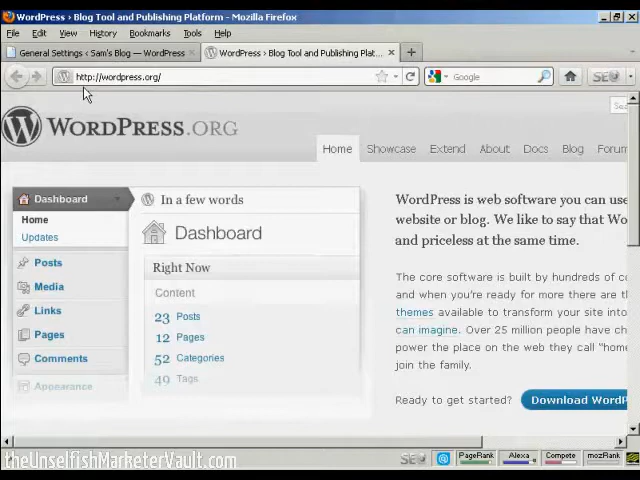 WordPress › Blog Tool and Publishing Platform - Mozilla Firefox
File Edit View History Bookmarks Tools Help
General Settings ‹ Sam's Blog — WordPress
WordPress › Blog Tool and Publishing Plat...
http://wordpress.org/
Google
SE
WORDPRESS.ORG
Home Showcase Extend About Docs Blog Forum
Dashboard
Home
Updates
Posts
Media
Links
Pages
Comments
Appearance
In a few words
Dashboard
Right Now
Content
23 Posts
12 Pages
52 Categories
49 Tags
WordPress is web software you can use
website or blog. We like to say that Wo
and priceless at the same time.
The core software is built by hundreds of co
and when you're ready for more there are th
themes available to transform your site into
can imagine. Over 25 million people have ch
power the place on the web they call "home
join the family.
Ready to get started? Download WordP
SE PageRank Alexa Compete mozRank
theUnselfishMarketerVault.com